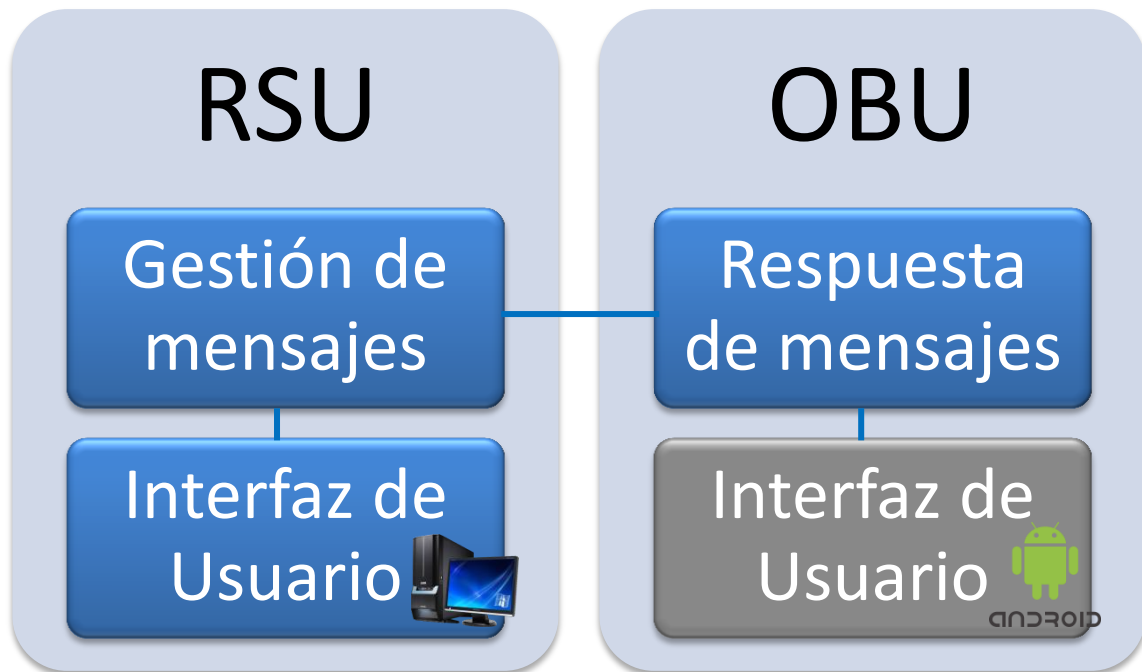 RSU
Gestión de
mensajes
Interfaz de
Usuario
OBU
Respuesta
de mensajes
Interfaz de
Usuario
ANDROID